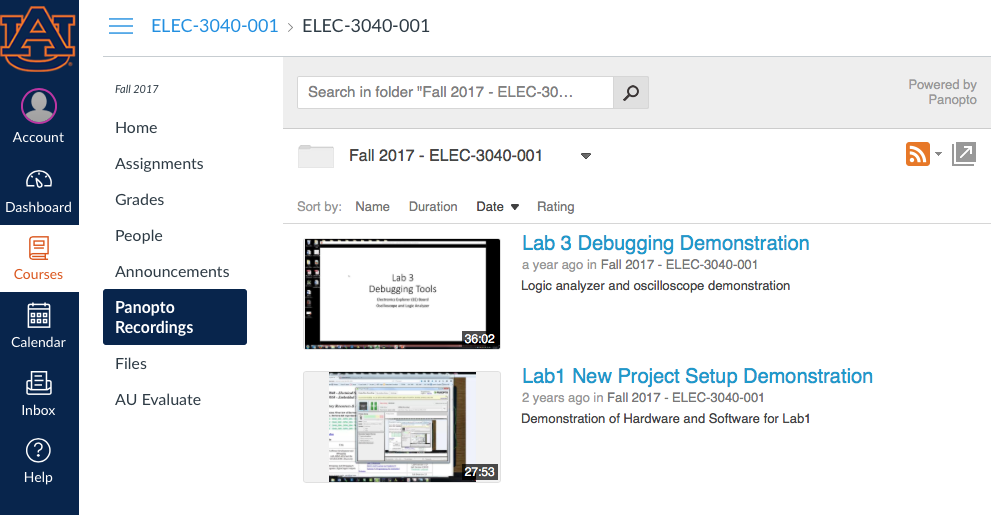 ELEC-3040-001 › ELEC-3040-001
Account
Dashboard
Courses
Calendar
Inbox
Help
Fall 2017
Home
Assignments
Grades
People
Announcements
Panopto
Recordings
Files
AU Evaluate
Search in folder "Fall 2017 - ELEC-30...
Powered by
Panopto
Fall 2017 - ELEC-3040-001
Sort by: Name Duration Date Rating
Lab 3
Debugging Tools
Electronics Explorer (EE) Board
Oscilloscope and Logic Analyzer
36:02
Lab 3 Debugging Demonstration
a year ago in Fall 2017 - ELEC-3040-001
Logic analyzer and oscilloscope demonstration
27:53
Lab1 New Project Setup Demonstration
2 years ago in Fall 2017 - ELEC-3040-001
Demonstration of Hardware and Software for Lab1